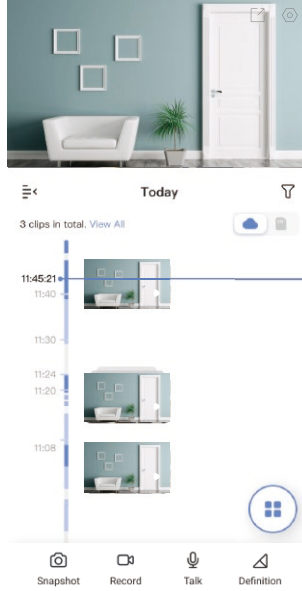 Today
3 clips in total. View All
11:45:21
11:40
11:30
11:24
11:20
11:08
Snapshot Record Talk Definition